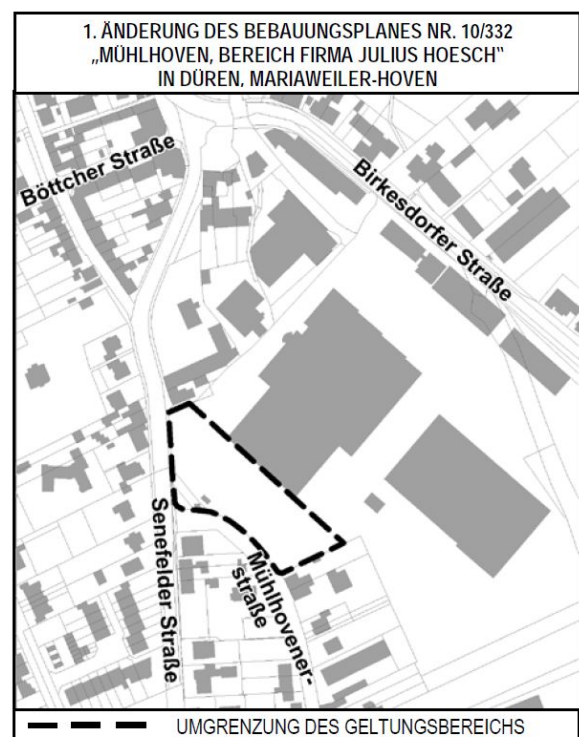 1. ÄNDERUNG DES BEBAUUNGSPLANES NR. 10/332
„MÜHLHOVEN, BEREICH FIRMA JULIUS HOESCH“
IN DÜREN, MARIAWEILER-HOVEN
Böttcher Straße
Birkesdorfer Straße
Senefelder Straße
Mühlhovener-
straße
UMGRENZUNG DES GELTUNGSBEREICHS